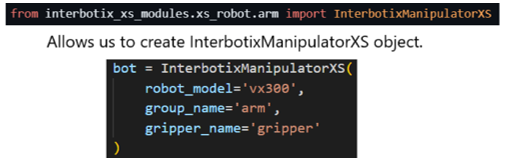 from interbotix_xs_modules.xs_robot.arm import InterbotixManipulatorXS
Allows us to create InterbotixManipulatorXS object.
bot = InterbotixManipulatorXS(
    robot_model='vx300',
    group_name='arm',
    gripper_name='gripper'
)